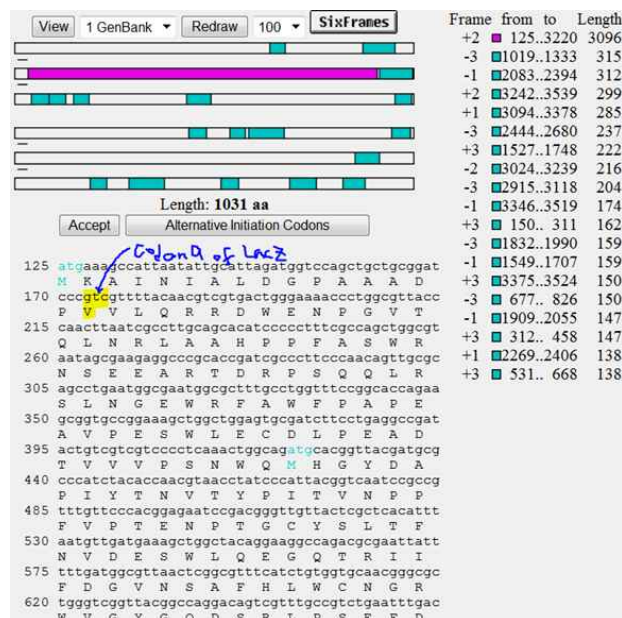 View 1 GenBank Redraw 100 SixFrames
Frame from to Length
+2 125..3220 3096
-3 1019..1333 315
-1 2083..2394 312
+2 3242..3539 299
+1 3094..3378 285
-3 2444..2680 237
+3 1527..1748 222
-2 3024..3239 216
-3 2915..3118 204
-1 3346..3519 174
+3 150.. 311 162
-3 1832..1990 159
-1 1549..1707 159
+3 3375..3524 150
-3 677.. 826 150
-1 1909..2055 147
+3 312.. 458 147
+1 2269..2406 138
+3 531.. 668 138
Length: 1031 aa
Accept Alternative Initiation Codons
Codon 9 of LacZ
125 atgaaagccattaatattgcattagatggtccagctgctgcggat
M K A I N I A L D G P A A A D
170 cccgtcgttttacaacgtcgtgactgggaaaaccctggcgttacc
P V V L Q R R D W E N P G V T
215 caacttaatcgccttgcagcacatccccctttcgccagctggcgt
Q L N R L A A H P P F A S W R
260 aatagcgaagaggcccgcaccgatcgcccttcccaacagttgcgc
N S E E A R T D R P S Q Q L R
305 agcctgaatggcgaatggcgctttgcctggtttccggcaccagaa
S L N G E W R F A W F P A P E
350 gcggtgccggaaagctggctggagtgcgatcttcctgaggccgat
A V P E S W L E C D L P E A D
395 actgtcgtcgtcccctcaaactggcagatgcacggttacgatgcg
T V V V P S N W Q M H G Y D A
440 cccatctacaccaacgtaacctatcccattacggtcaatccgccg
P I Y T N V T Y P I T V N P P
485 tttgttcccacggagaatccgacgggttgttactcgctcacattt
F V P T E N P T G C Y S L T F
530 aatgttgatgaaagctggctacaggaaggccagacgcgaattatt
N V D E S W L Q E G Q T R I I
575 tttgatggcgttaactcggcgtttcatctgtggtgcaacgggcgc
F D G V N S A F H L W C N G R
620 tgggtcggttacggccaggacagtcgtttgccgtctgaatttgac
W V G Y G Q D S R L P S E F D